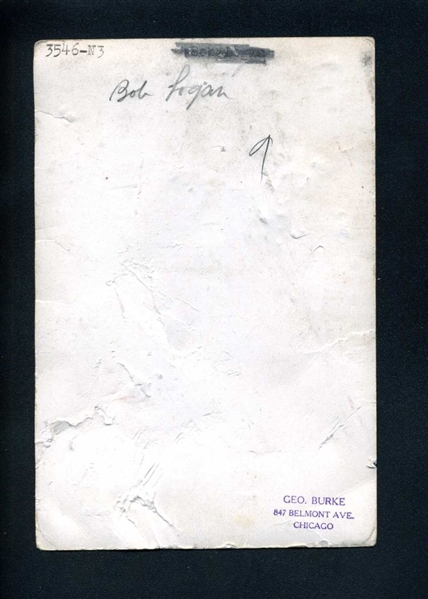 3546-N3
Bob Logan
GEO. BURKE
847 BELMONT AVE.
CHICAGO